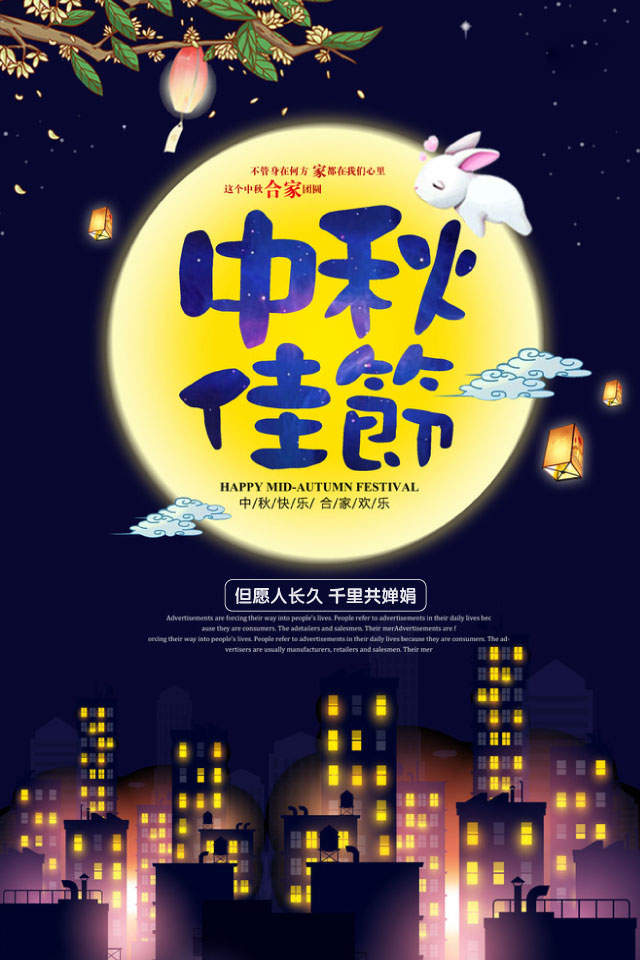 不管身在何方 家都在我们心里
这个中秋合家团圆
中秋
佳節
HAPPY MID-AUTUMN FESTIVAL
中/秋/快/乐/ 合/家/欢/乐
但愿人长久 千里共婵娟
Advertisements are forcing their way into people's lives. People refer to advertisements in their daily lives bec
ause they are consumers. The adetailers and salesmen. Their merAdvertisements are f
orcing their way into people's lives. People refer to advertisements in their daily lives because they are consumers. The ad-
vertisers are usually manufacturers, retailers and salesmen. Their mer